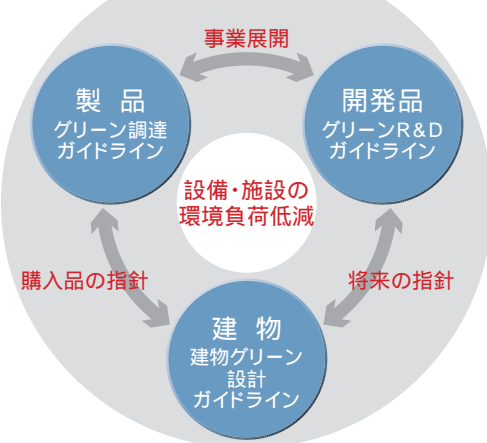 事業展開
製 品
グリーン調達
ガイドライン
開発品
グリーンR&D
ガイドライン
設備・施設の
環境負荷低減
購入品の指針
将来の指針
建 物
建物グリーン
設計
ガイドライン